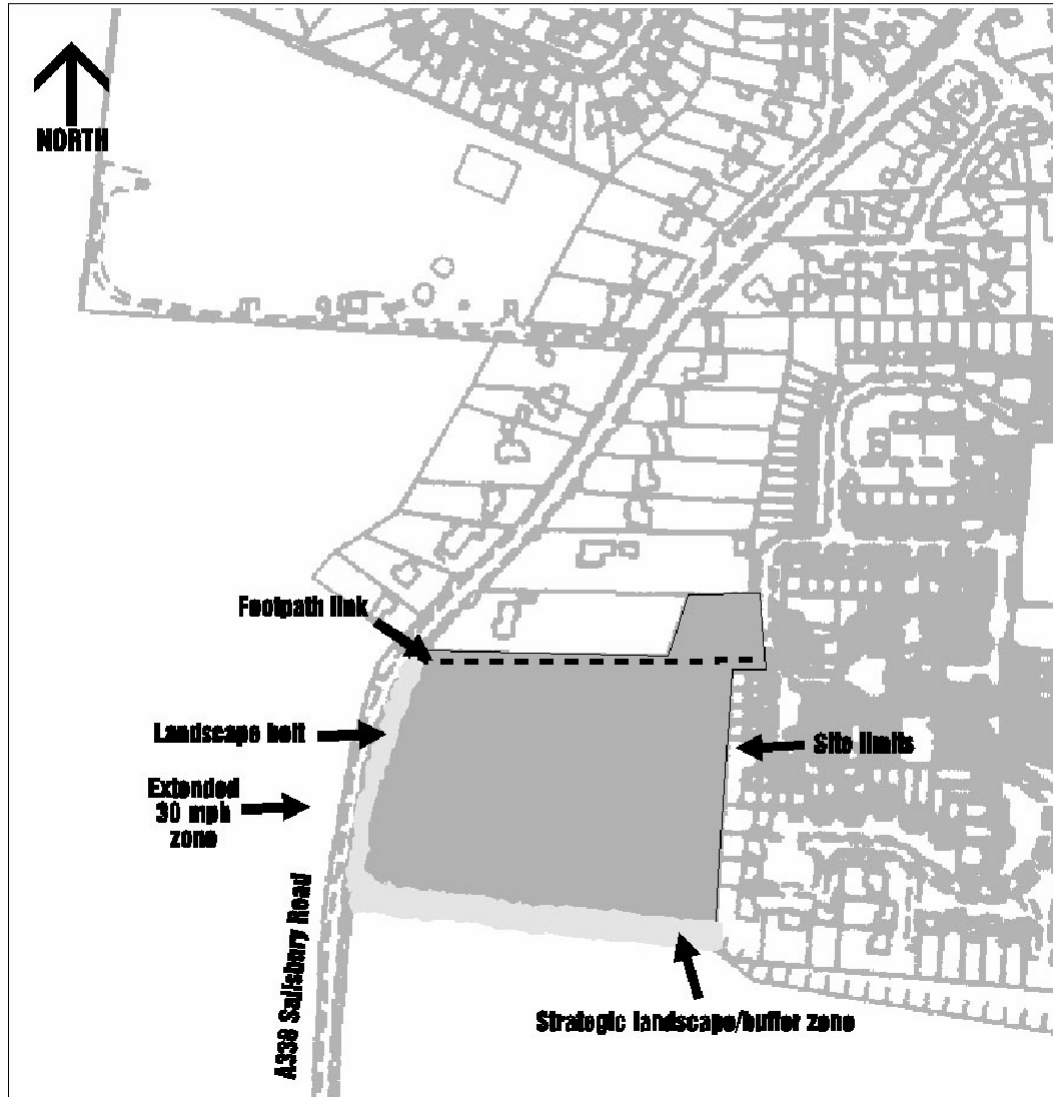 NORTH
Footpath link
Landscape belt
Site limits
Extended
30 mph
zone
A338 Salisbury Road
Strategic landscape/buffer zone